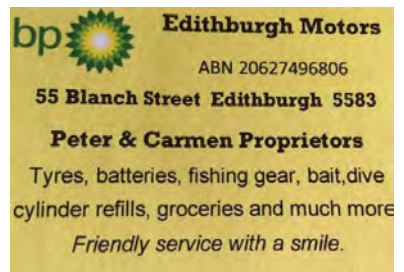 bp
Edithburgh Motors
ABN 20627496806
55 Blanch Street Edithburgh 5583
Peter & Carmen Proprietors
Tyres, batteries, fishing gear, bait,dive
cylinder refills, groceries and much more
Friendly service with a smile.